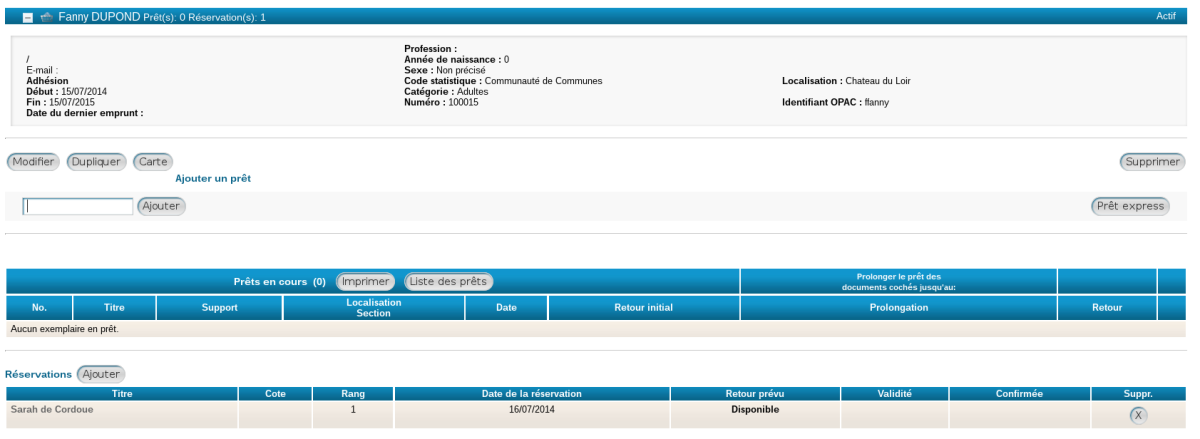 Fanny DUPOND Prêt(s): 0 Réservation(s): 1 Actif
Profession :
/ Année de naissance : 0
E-mail : Sexe : Non précisé
Adhésion Code statistique : Communauté de Communes Localisation : Chateau du Loir
Début : 15/07/2014 Catégorie : Adultes
Fin : 15/07/2015 Numéro : 100015 Identifiant OPAC : ffanny
Date du dernier emprunt :
Modifier Dupliquer Carte Supprimer
Ajouter un prêt
Ajouter Prêt express
Prêts en cours (0) Imprimer Liste des prêts Prolonger le prêt des
documents cochés jusqu'au:
No. Titre Support Localisation Date Retour initial Prolongation Retour
Section
Aucun exemplaire en prêt.
Réservations Ajouter
Titre Cote Rang Date de la réservation Retour prévu Validité Confirmée Suppr.
Sarah de Cordoue 1 16/07/2014 Disponible X